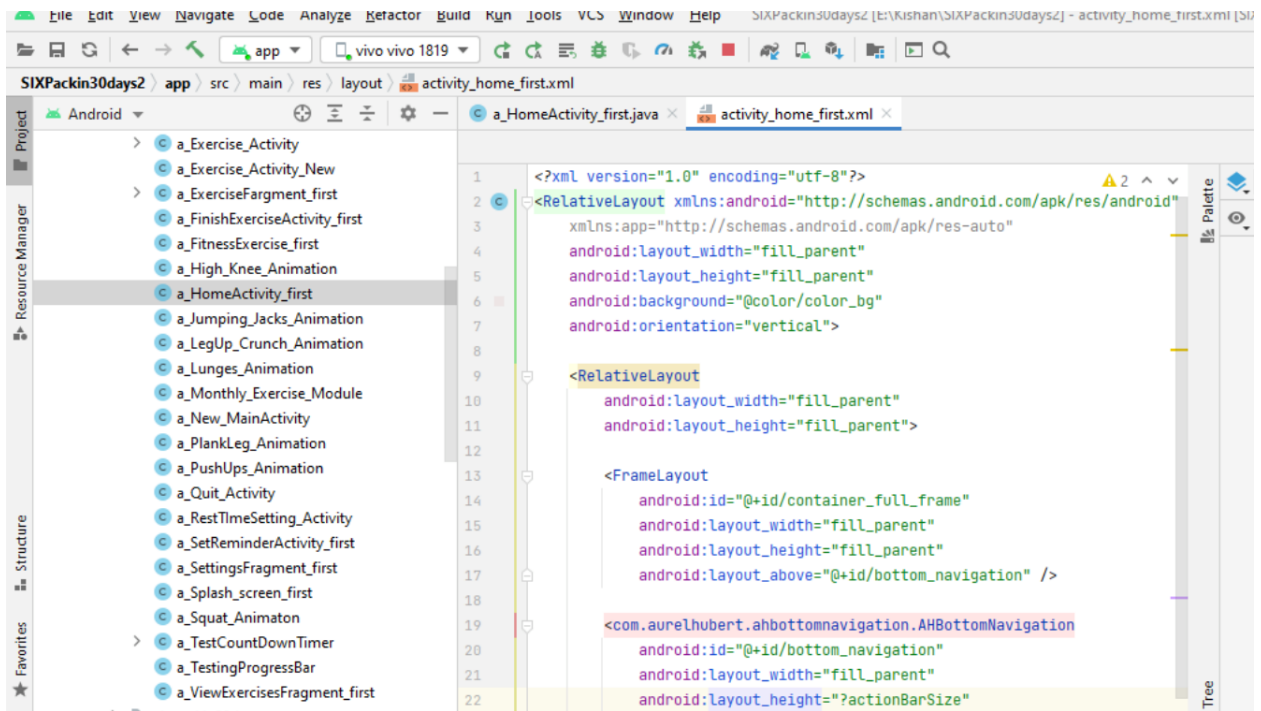 File Edit View Navigate Code Analyze Refactor Build Run Tools VCS Window Help SIXPackin30days2 [E:\Kishan\SIXPackin30days2] - activity_home_first.xml
app vivo vivo 1819
SIXPackin30days2 app src main res layout activity_home_first.xml
Android
a_HomeActivity_first.java activity_home_first.xml
Project
Resource Manager
Structure
Favorites
a_Exercise_Activity
a_Exercise_Activity_New
a_ExerciseFargment_first
a_FinishExerciseActivity_first
a_FitnessExercise_first
a_High_Knee_Animation
a_HomeActivity_first
a_Jumping_Jacks_Animation
a_LegUp_Crunch_Animation
a_Lunges_Animation
a_Monthly_Exercise_Module
a_New_MainActivity
a_PlankLeg_Animation
a_PushUps_Animation
a_Quit_Activity
a_RestTImeSetting_Activity
a_SetReminderActivity_first
a_SettingsFragment_first
a_Splash_screen_first
a_Squat_Animaton
a_TestCountDownTimer
a_TestingProgressBar
a_ViewExercisesFragment_first
1 <?xml version="1.0" encoding="utf-8"?>
2 <RelativeLayout xmlns:android="http://schemas.android.com/apk/res/android"
3 xmlns:app="http://schemas.android.com/apk/res-auto"
4 android:layout_width="fill_parent"
5 android:layout_height="fill_parent"
6 android:background="@color/color_bg"
7 android:orientation="vertical">
8
9 <RelativeLayout
10 android:layout_width="fill_parent"
11 android:layout_height="fill_parent">
12
13 <FrameLayout
14 android:id="@+id/container_full_frame"
15 android:layout_width="fill_parent"
16 android:layout_height="fill_parent"
17 android:layout_above="@+id/bottom_navigation" />
18
19 <com.aurelhubert.ahbottomnavigation.AHBottomNavigation
20 android:id="@+id/bottom_navigation"
21 android:layout_width="fill_parent"
22 android:layout_height="?actionBarSize"
2
Palette
Tree